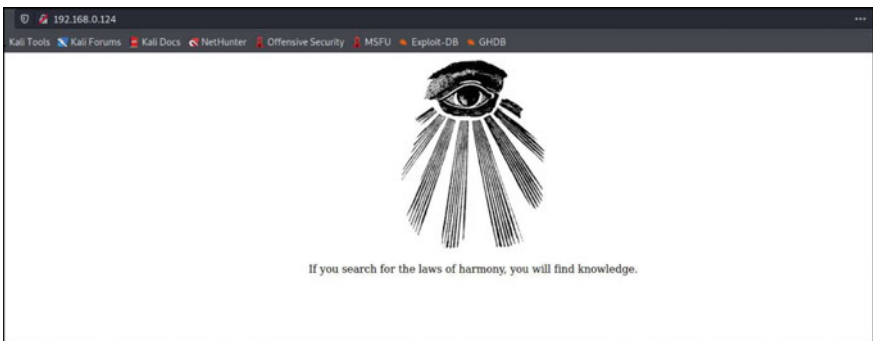 192.168.0.124
Kali Tools Kali Forums Kali Docs NetHunter Offensive Security MSFU Exploit-DB GHDB
If you search for the laws of harmony, you will find knowledge.